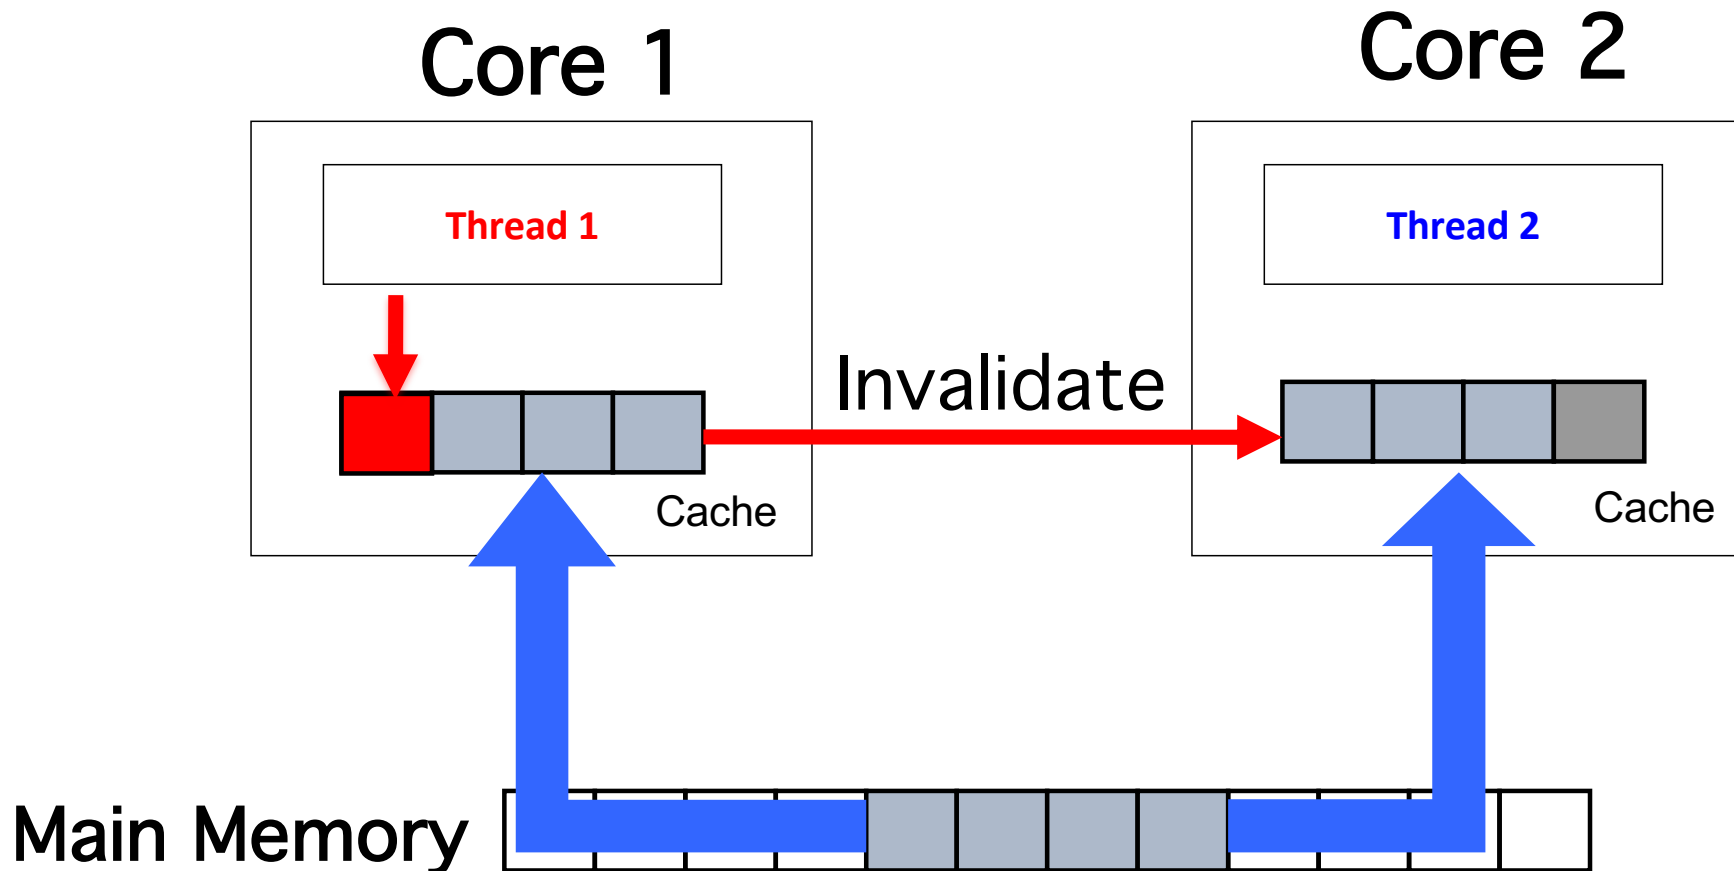 Core 1
Core 2
Thread 1
Thread 2
Invalidate
Cache
Cache
Main Memory